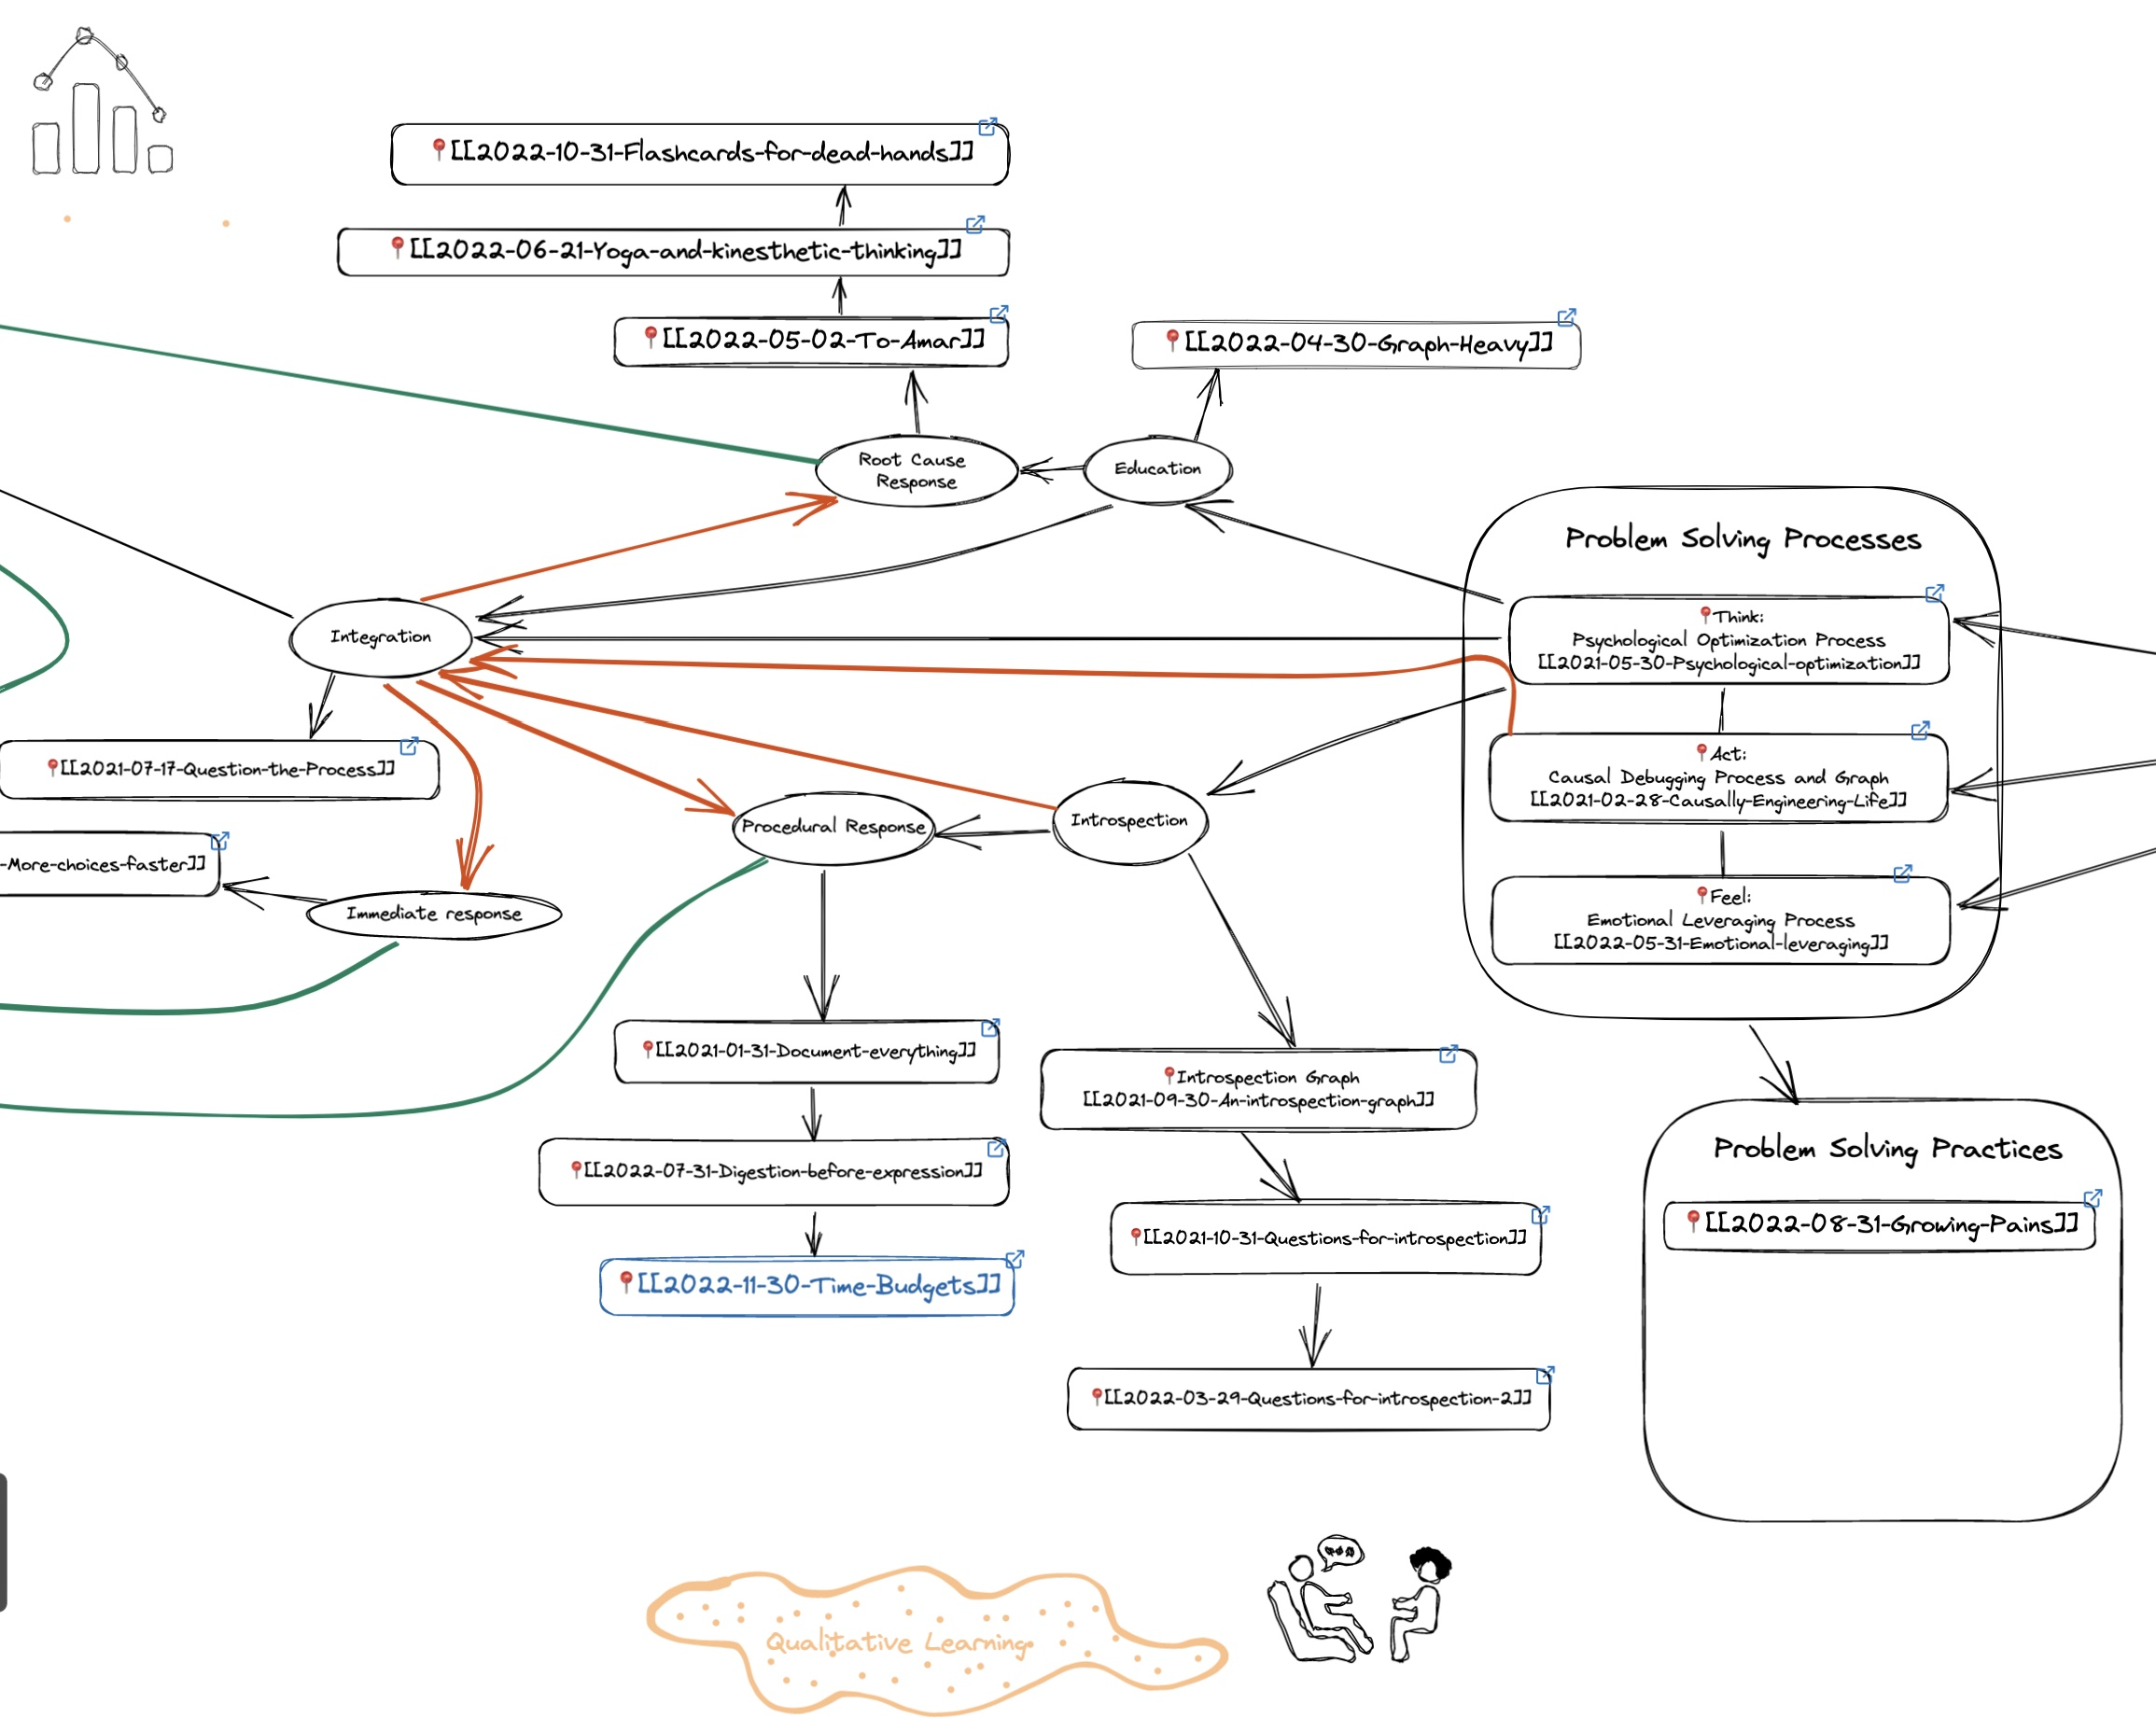 [[2022-10-31-Flashcards-for-dead-hands]]
[[2022-06-21-Yoga-and-kinesthetic-thinking]]
[[2022-05-02-To-Amar]]
[[2022-04-30-Graph-Heavy]]
Root Cause
Response
Education
Problem Solving Processes
Think:
Psychological Optimization Process
[[2021-05-30-Psychological-optimization]]
Integration
Act:
Causal Debugging Process and Graph
[[2021-02-28-Causally-Engineering-Life]]
[[2021-07-17-Question-the-Process]]
Procedural Response
Introspection
-More-choices-faster]]
Immediate response
Feel:
Emotional Leveraging Process
[[2022-05-31-Emotional-leveraging]]
[[2021-01-31-Document-everything]]
Introspection Graph
[[2021-09-30-An-introspection-graph]]
[[2022-07-31-Digestion-before-expression]]
Problem Solving Practices
[[2022-08-31-Growing-Pains]]
[[2021-10-31-Questions-for-introspection]]
[[2022-11-30-Time-Budgets]]
[[2022-03-29-Questions-for-introspection-2]]
Qualitative Learning